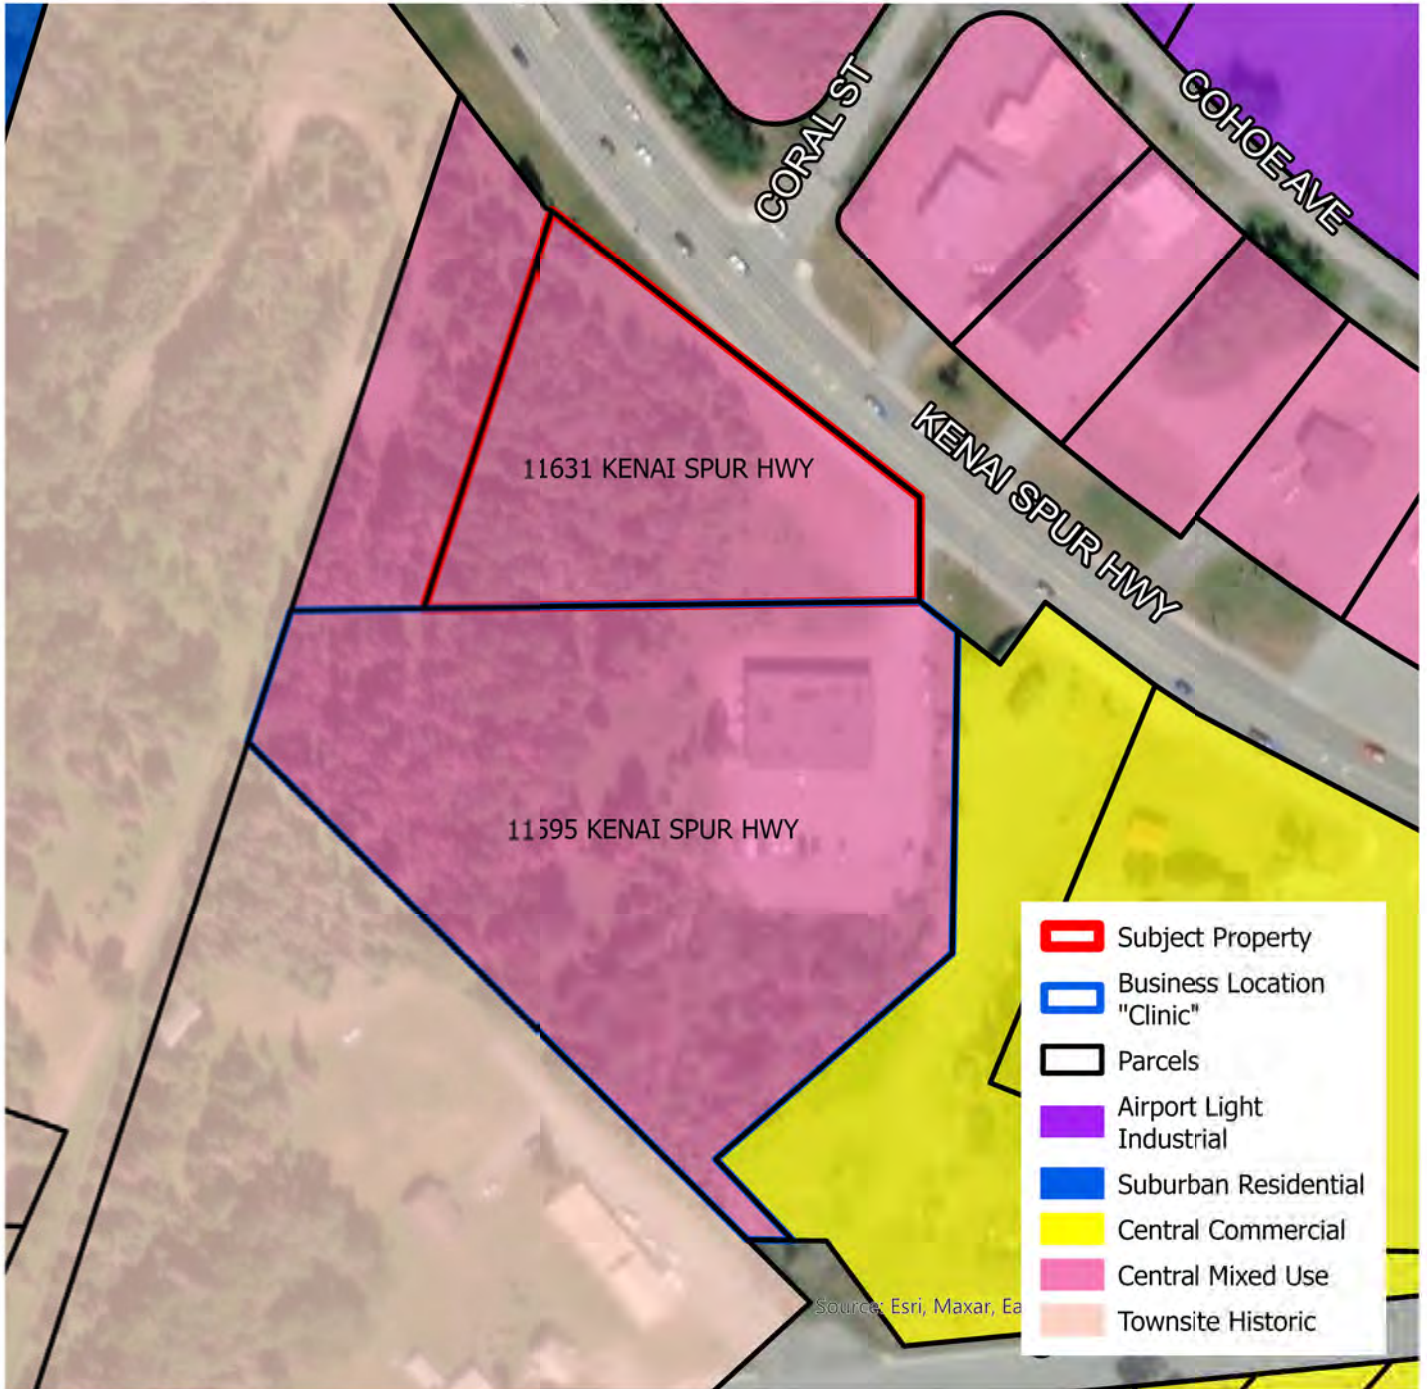 CORAL ST
COHOE AVE
11631 KENAI SPUR HWY
KENAI SPUR HWY
11595 KENAI SPUR HWY
Subject Property
Business Location
"Clinic"
Parcels
Airport Light
Industrial
Suburban Residential
Central Commercial
Central Mixed Use
Townsite Historic
Source: Esri, Maxar, Ea